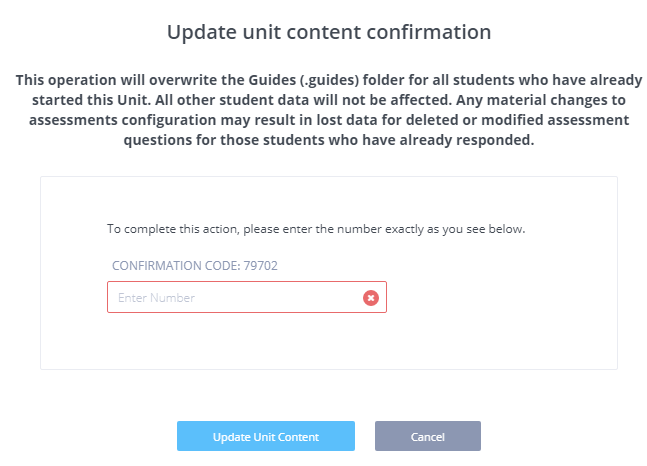 Update unit content confirmation
This operation will overwrite the Guides (.guides) folder for all students who have already
started this Unit. All other student data will not be affected. Any material changes to
assessments configuration may result in lost data for deleted or modified assessment
questions for those students who have already responded.
To complete this action, please enter the number exactly as you see below.
CONFIRMATION CODE: 79702
Enter Number
Update Unit Content
Cancel